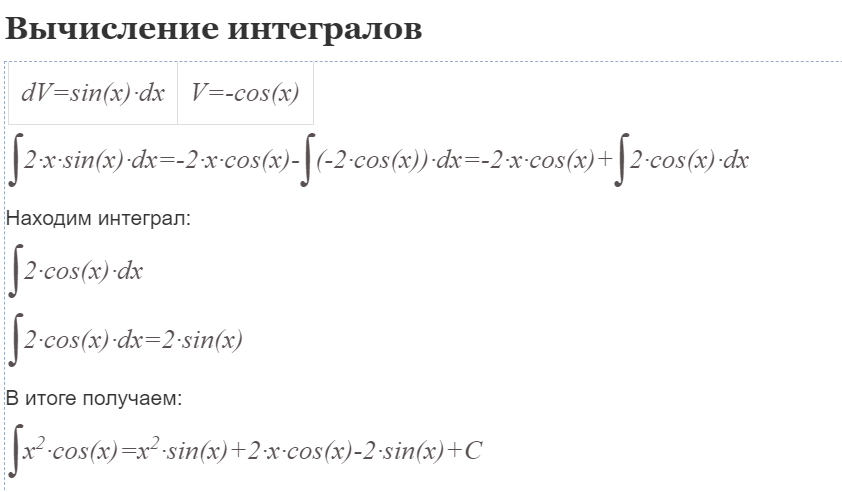 Вычисление интегралов
dV=sin(x)·dx V=-cos(x)
∫2·x·sin(x)·dx=-2·x·cos(x)-∫(-2·cos(x))·dx=-2·x·cos(x)+∫2·cos(x)·dx
Находим интеграл:
∫2·cos(x)·dx
∫2·cos(x)·dx=2·sin(x)
В итоге получаем:
∫x²·cos(x)=x²·sin(x)+2·x·cos(x)-2·sin(x)+C